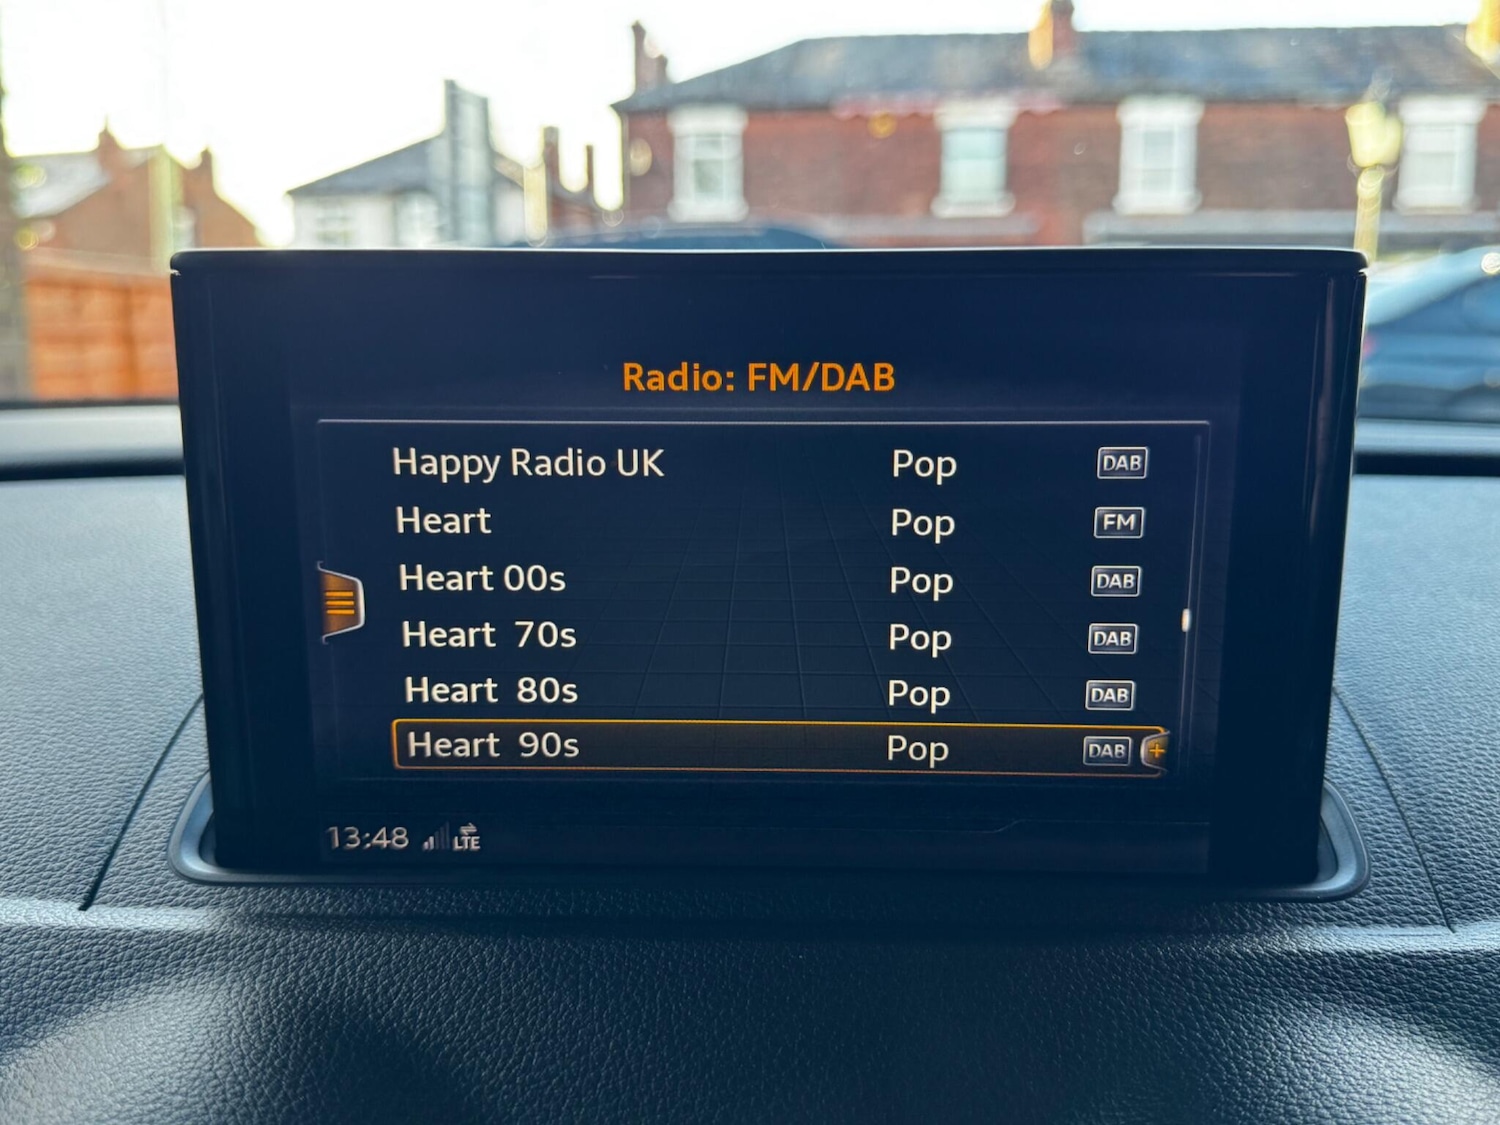 Radio: FM/DAB
Happy Radio UK Pop DAB
Heart Pop FM
Heart 00s Pop DAB
Heart 70s Pop DAB
Heart 80s Pop DAB
Heart 90s Pop DAB +
13:48 LTE